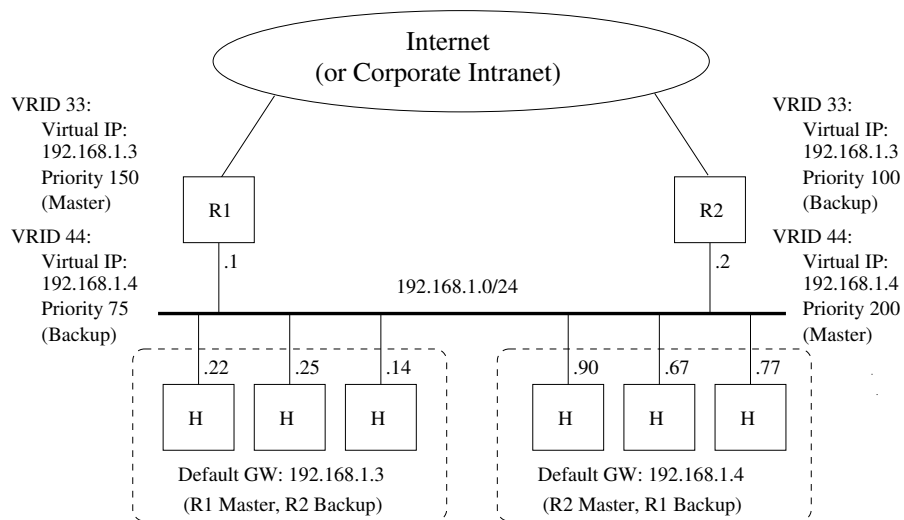 Internet
(or Corporate Intranet)
VRID 33:
Virtual IP:
192.168.1.3
Priority 150
(Master)
VRID 44:
Virtual IP:
192.168.1.4
Priority 75
(Backup)
R1
.1
R2
.2
VRID 33:
Virtual IP:
192.168.1.3
Priority 100
(Backup)
VRID 44:
Virtual IP:
192.168.1.4
Priority 200
(Master)
192.168.1.0/24
.22 .25 .14
H H H
Default GW: 192.168.1.3
(R1 Master, R2 Backup)
.90 .67 .77
H H H
Default GW: 192.168.1.4
(R2 Master, R1 Backup)